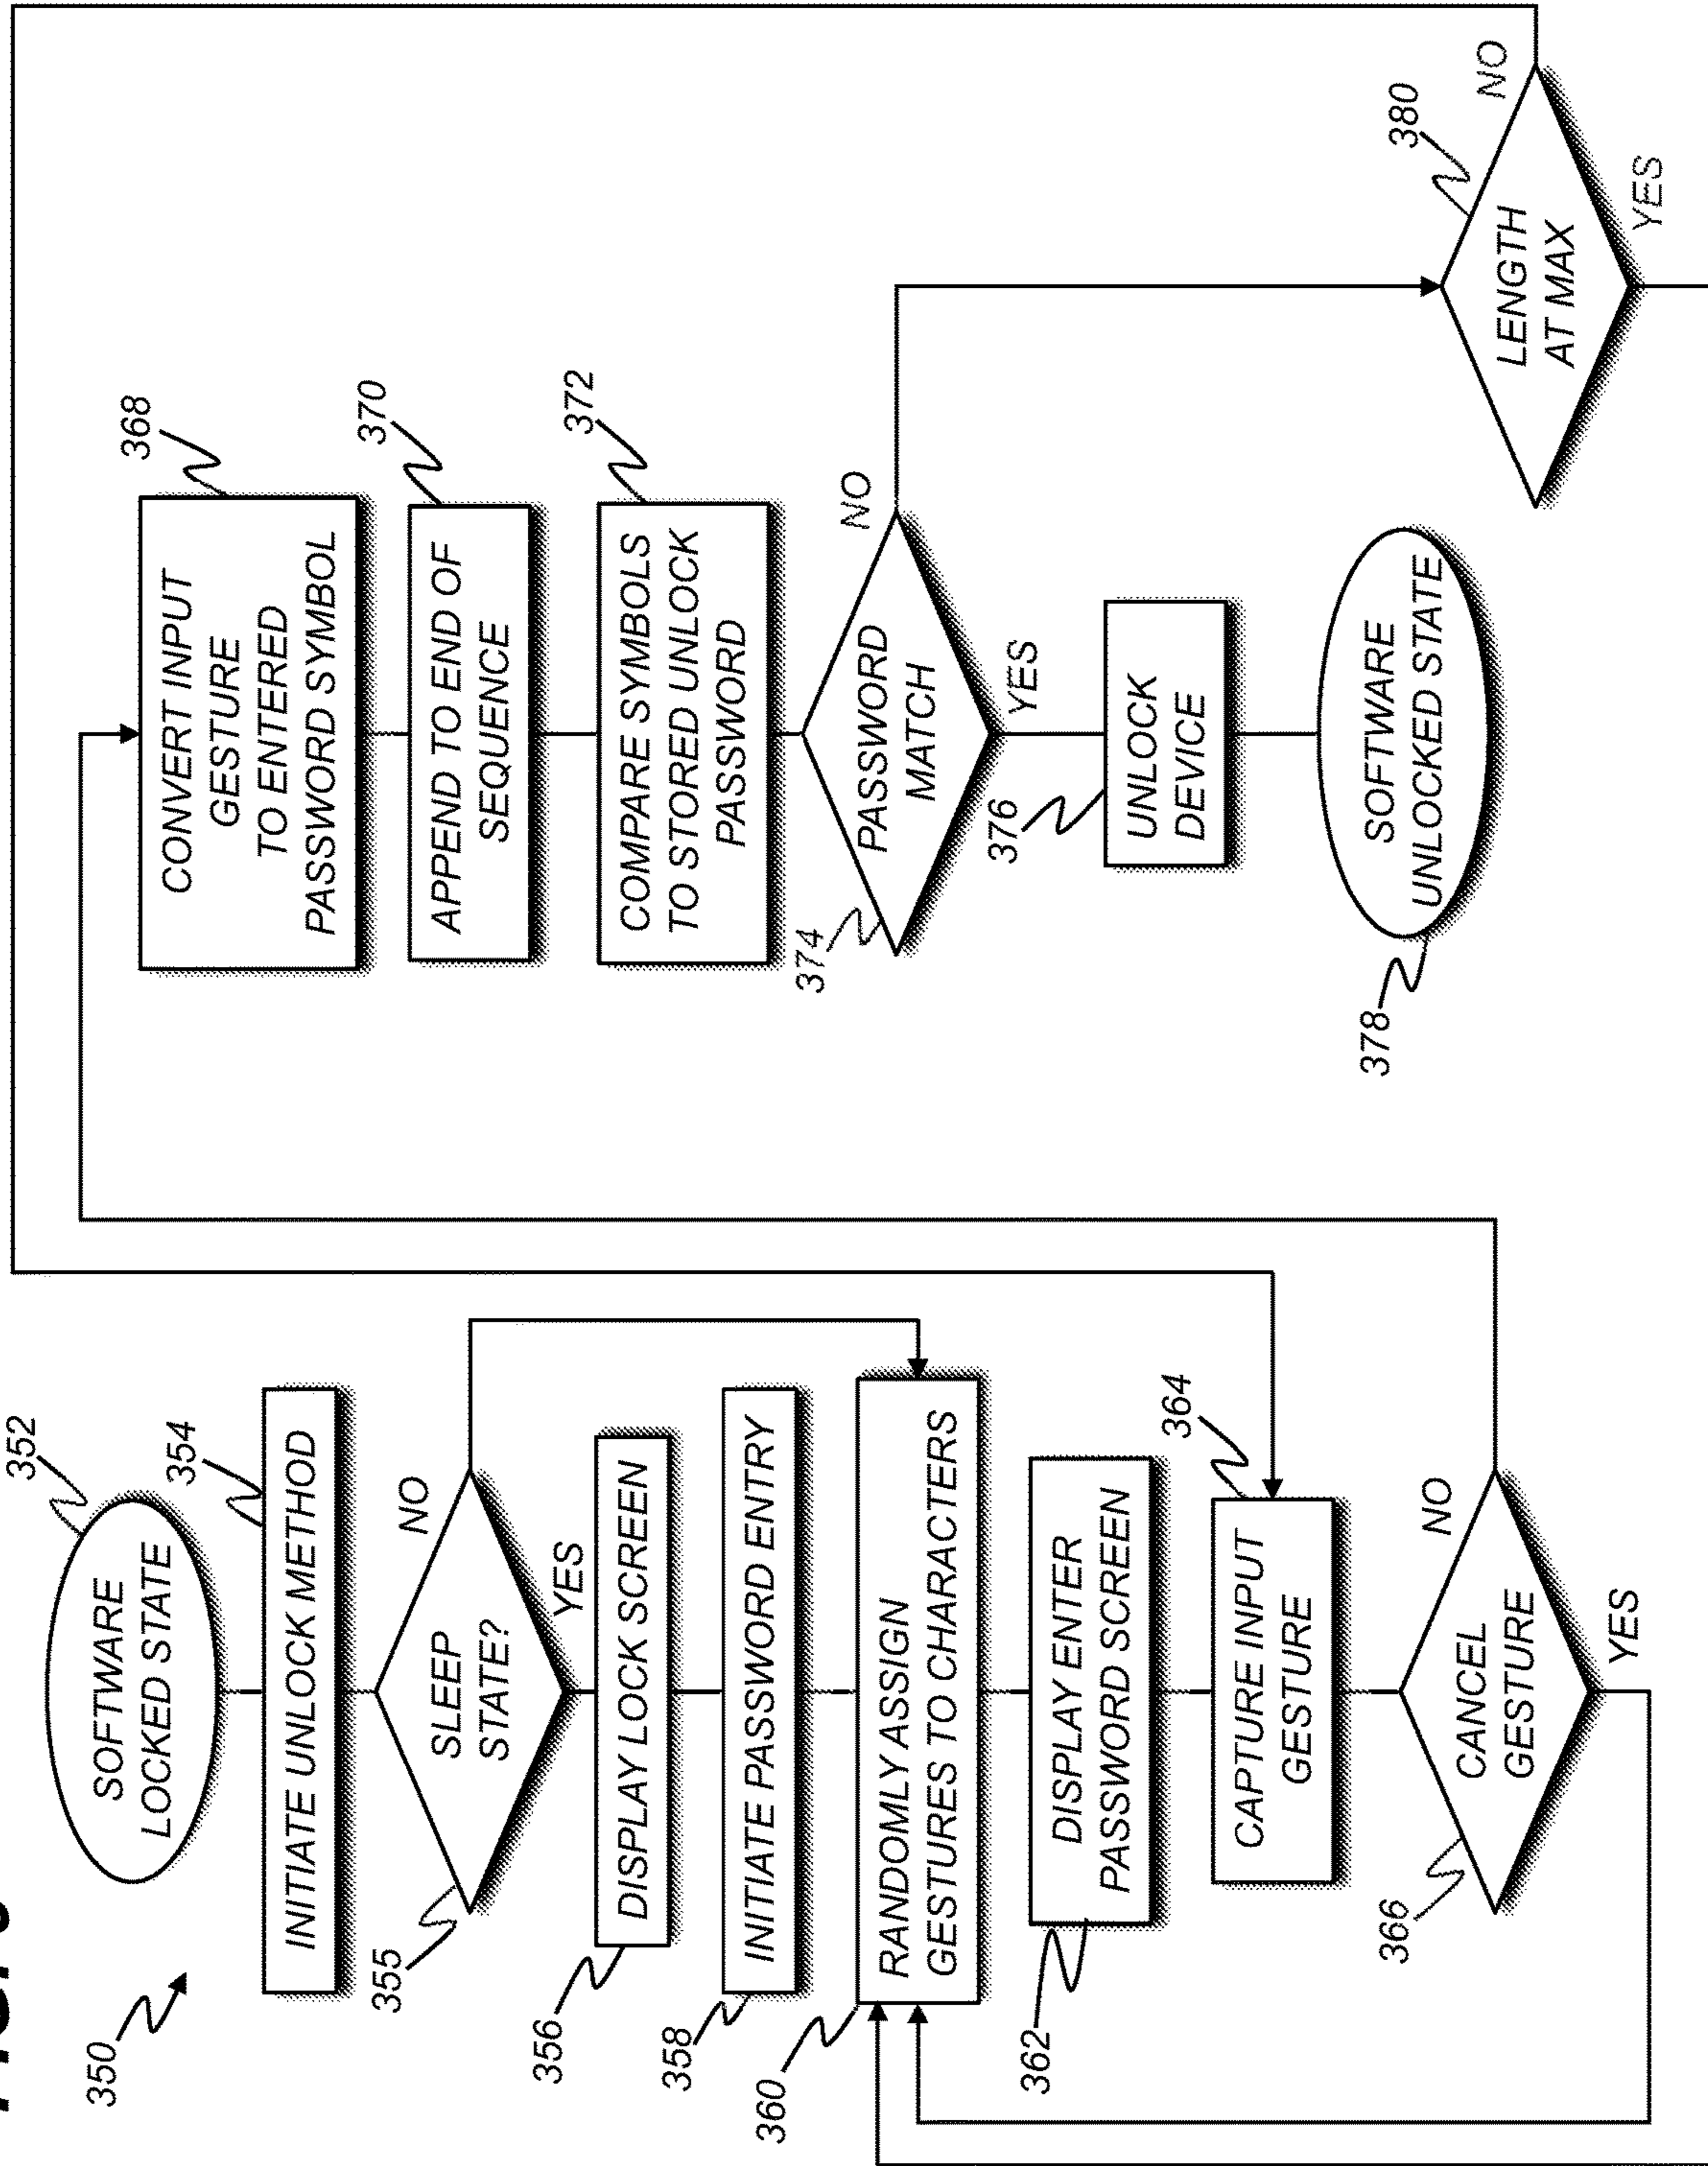 350
352
SOFTWARE
LOCKED STATE
354
INITIATE UNLOCK METHOD
355
SLEEP
STATE?
NO
YES
356
DISPLAY LOCK SCREEN
358
INITIATE PASSWORD ENTRY
360
RANDOMLY ASSIGN
GESTURES TO CHARACTERS
362
DISPLAY ENTER
PASSWORD SCREEN
364
CAPTURE INPUT
GESTURE
366
CANCEL
GESTURE
NO
YES
368
CONVERT INPUT
GESTURE
TO ENTERED
PASSWORD SYMBOL
370
APPEND TO END OF
SEQUENCE
372
COMPARE SYMBOLS
TO STORED UNLOCK
PASSWORD
374
PASSWORD
MATCH
NO
YES
376
UNLOCK
DEVICE
378
SOFTWARE
UNLOCKED STATE
380
LENGTH
AT MAX
NO
YES